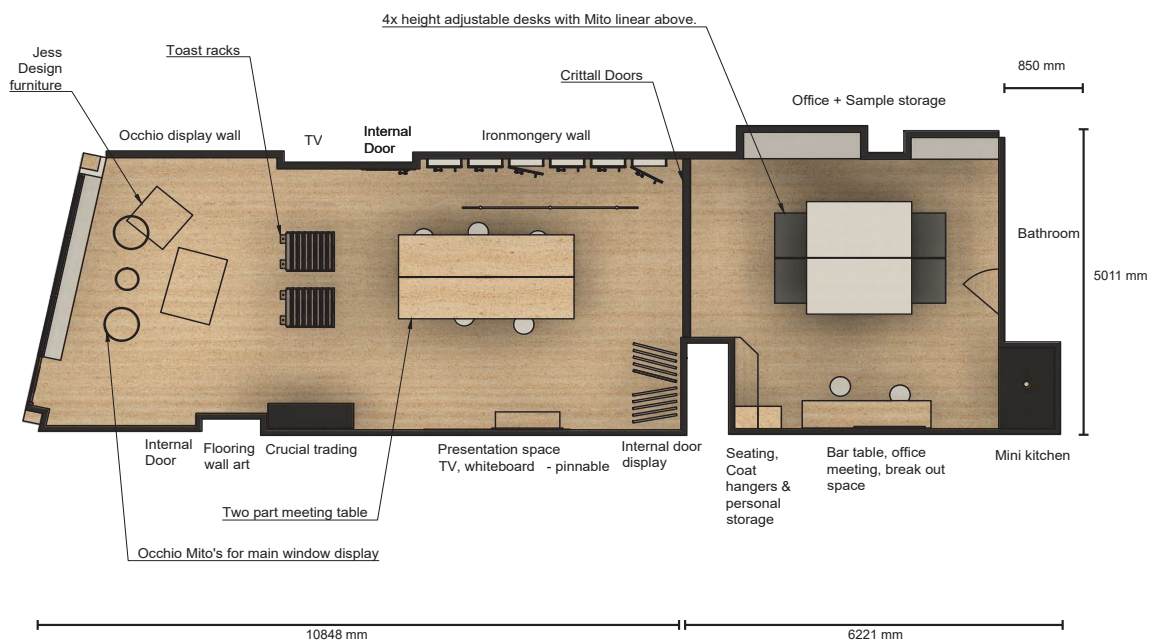 4x height adjustable desks with Mito linear above.
Jess
Design
furniture
Toast racks
Crittall Doors
850 mm
Office + Sample storage
Occhio display wall
TV
Internal
Door
Ironmongery wall
Bathroom
5011 mm
Internal
Door
Flooring
wall art
Crucial trading
Presentation space
TV, whiteboard - pinnable
Internal door
display
Seating,
Coat
hangers &
personal
storage
Bar table, office
meeting, break out
space
Mini kitchen
Two part meeting table
Occhio Mito's for main window display
10848 mm
6221 mm